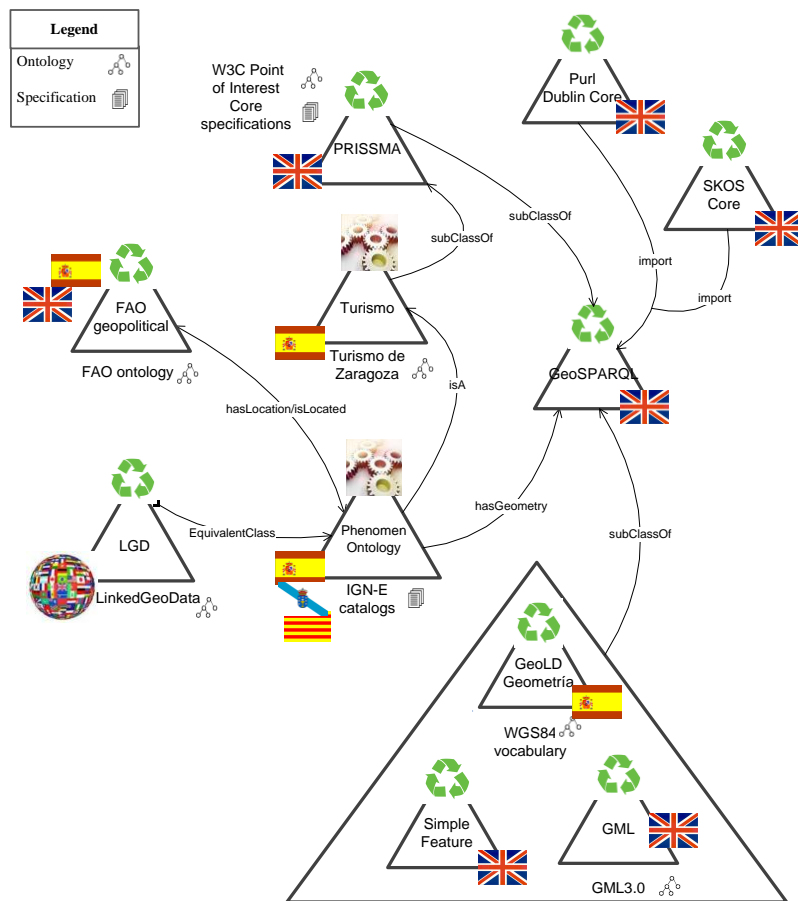 Legend
Ontology
Specification
W3C Point
of Interest
Core
specifications
PRISSMA
Purl
Dublin Core
SKOS
Core
subClassOf
subClassOf
import
import
FAO
geopolitical
FAO ontology
Turismo
Turismo de
Zaragoza
GeoSPARQL
isA
hasLocation/isLocated
hasGeometry
EquivalentClass
subClassOf
LGD
LinkedGeoData
Phenomen
Ontology
IGN-E
catalogs
GeoLD
Geometría
WGS84
vocabulary
Simple
Feature
GML
GML3.0